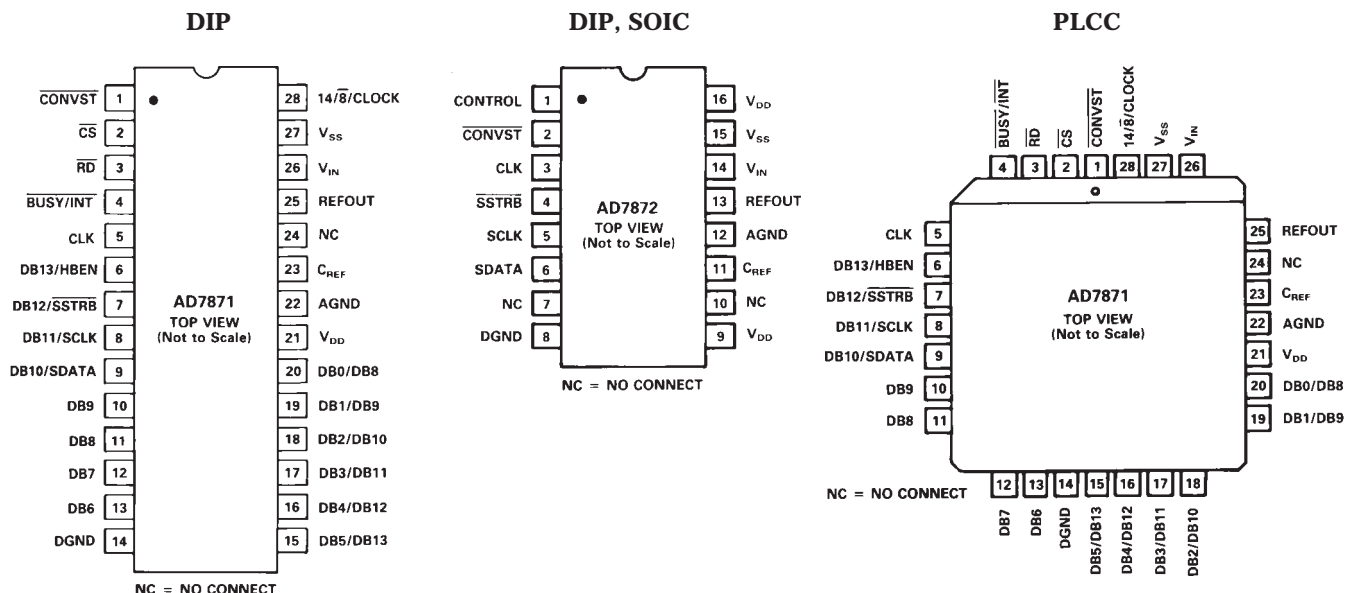 DIP
CONVST 1
CS 2
RD 3
BUSY/INT 4
CLK 5
DB13/HBEN 6
DB12/SSTRB 7
DB11/SCLK 8
DB10/SDATA 9
DB9 10
DB8 11
DB7 12
DB6 13
DGND 14
AD7871
TOP VIEW
(Not to Scale)
28 14/8/CLOCK
27 VSS
26 VIN
25 REFOUT
24 NC
23 CREF
22 AGND
21 VDD
20 DB0/DB8
19 DB1/DB9
18 DB2/DB10
17 DB3/DB11
16 DB4/DB12
15 DB5/DB13
NC = NO CONNECT
DIP, SOIC
CONTROL 1
CONVST 2
CLK 3
SSTRB 4
SCLK 5
SDATA 6
NC 7
DGND 8
AD7872
TOP VIEW
(Not to Scale)
16 VDD
15 VSS
14 VIN
13 REFOUT
12 AGND
11 CREF
10 NC
9 VDD
NC = NO CONNECT
PLCC
BUSY/INT
RD
CS
CONVST
14/8/CLOCK
VSS
VIN
4 3 2 1 28 27 26
CLK 5
DB13/HBEN 6
DB12/SSTRB 7
DB11/SCLK 8
DB10/SDATA 9
DB9 10
DB8 11
AD7871
TOP VIEW
(Not to Scale)
25 REFOUT
24 NC
23 CREF
22 AGND
21 VDD
20 DB0/DB8
19 DB1/DB9
NC = NO CONNECT
12 13 14 15 16 17 18
DB7
DB6
DGND
DB5/DB13
DB4/DB12
DB3/DB11
DB2/DB10